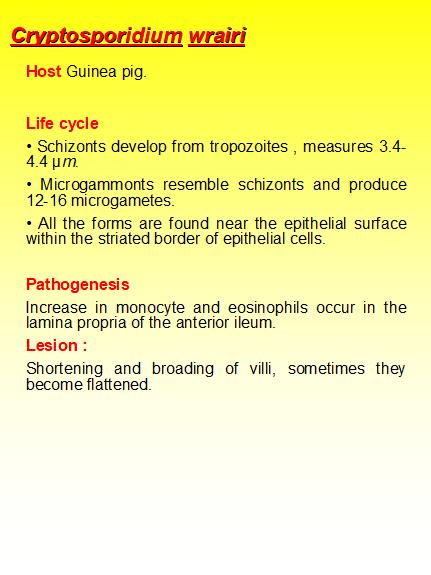 Cryptosporidium wrairi
Host Guinea pig.
Life cycle
• Schizonts develop from tropozoites , measures 3.4-
4.4 µm.
• Microgammonts resemble schizonts and produce
12-16 microgametes.
• All the forms are found near the epithelial surface
within the striated border of epithelial cells.
Pathogenesis
Increase in monocyte and eosinophils occur in the
lamina propria of the anterior ileum.
Lesion :
Shortening and broading of villi, sometimes they
become flattened.